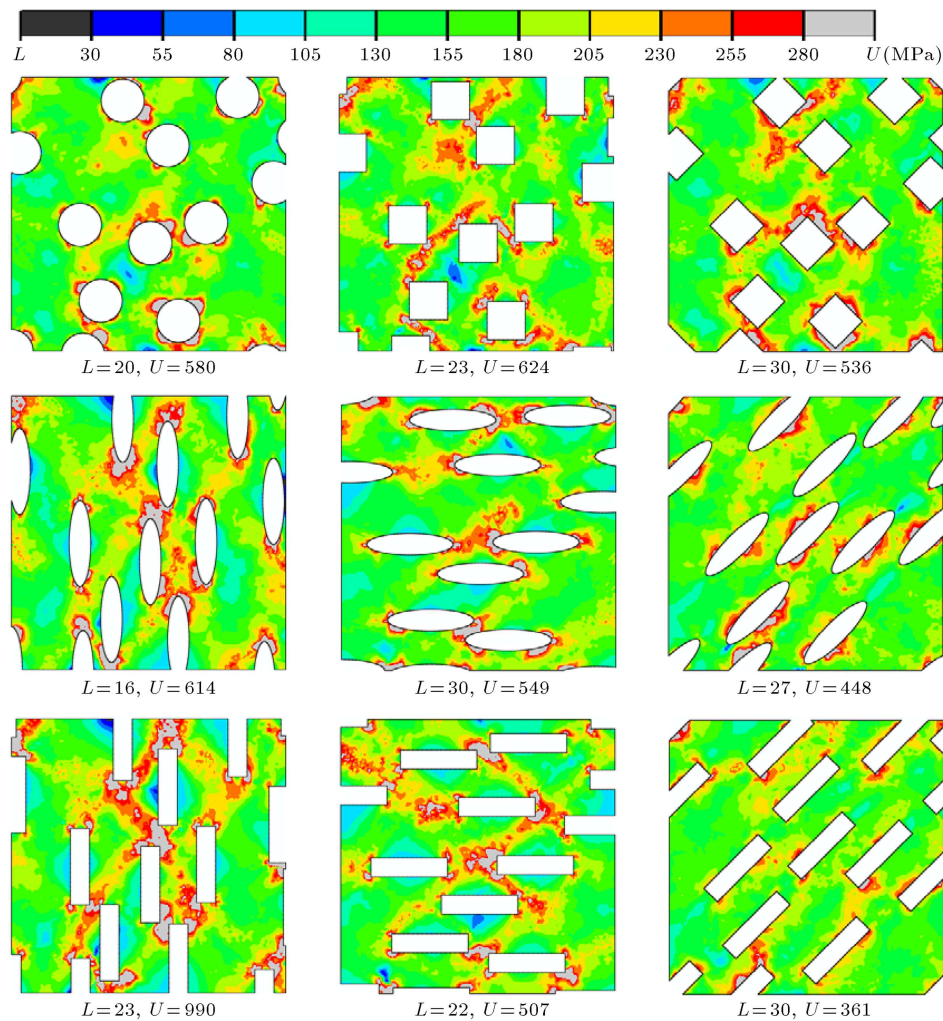 L 30 55 80 105 130 155 180 205 230 255 280 U(MPa)
L=20, U=580 L=23, U=624 L=30, U=536
L=16, U=614 L=30, U=549 L=27, U=448
L=23, U=990 L=22, U=507 L=30, U=361